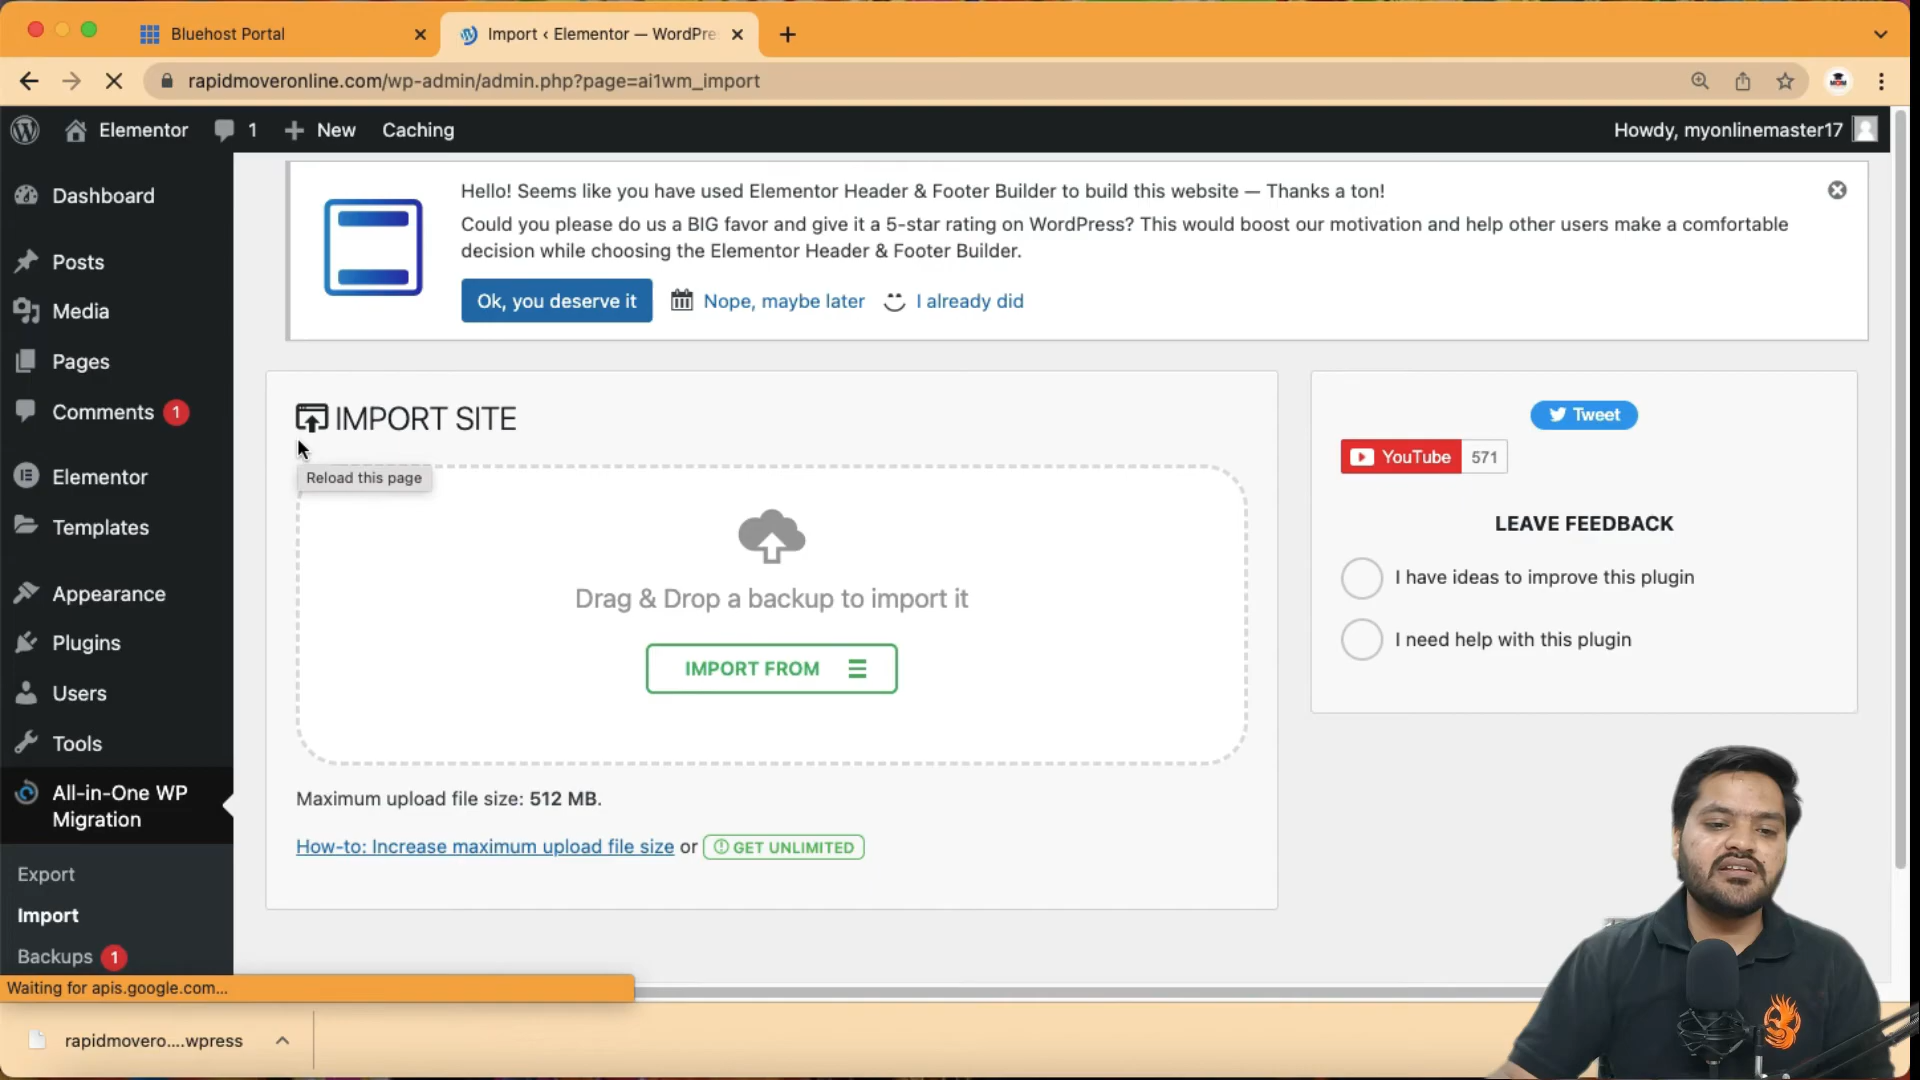 Bluehost Portal
Import ‹ Elementor — WordPre
rapidmoveronline.com/wp-admin/admin.php?page=ai1wm_import
Elementor
1
New
Caching
Howdy, myonlinemaster17
Dashboard
Posts
Media
Pages
Comments 1
Elementor
Templates
Appearance
Plugins
Users
Tools
All-in-One WP
Migration
Export
Import
Backups 1
Hello! Seems like you have used Elementor Header & Footer Builder to build this website — Thanks a ton!
Could you please do us a BIG favor and give it a 5-star rating on WordPress? This would boost our motivation and help other users make a comfortable
decision while choosing the Elementor Header & Footer Builder.
Ok, you deserve it
Nope, maybe later
I already did
IMPORT SITE
Reload this page
Drag & Drop a backup to import it
IMPORT FROM
Maximum upload file size: 512 MB.
How-to: Increase maximum upload file size or GET UNLIMITED
Tweet
YouTube 571
LEAVE FEEDBACK
I have ideas to improve this plugin
I need help with this plugin
Waiting for apis.google.com...
rapidmovero....wpress